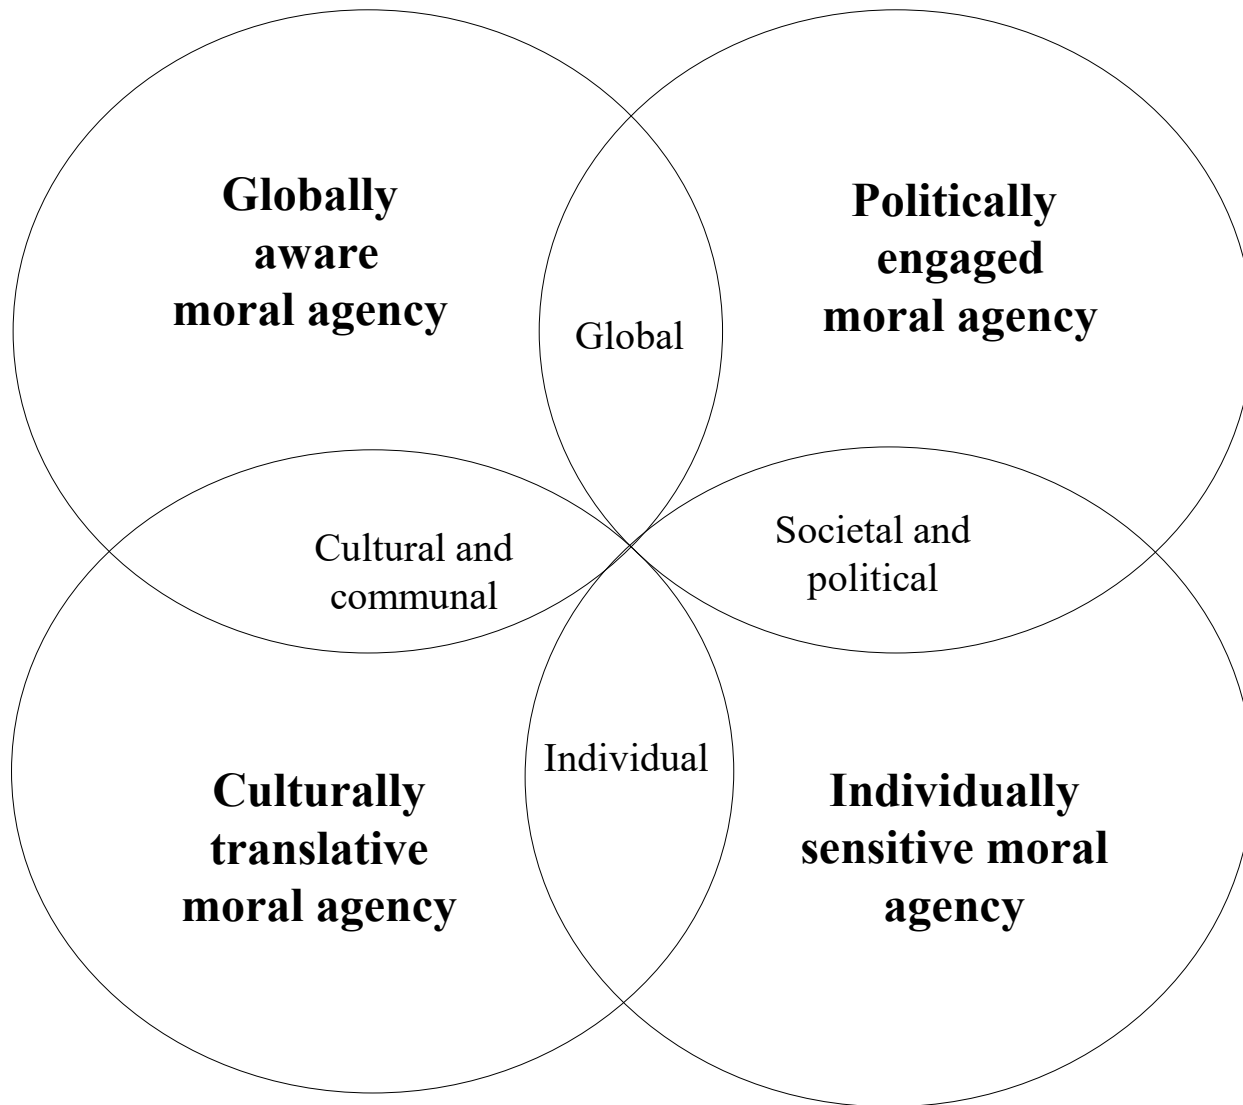 Globally
aware
moral agency
Politically
engaged
moral agency
Global
Cultural and
communal
Societal and
political
Individual
Culturally
translative
moral agency
Individually
sensitive moral
agency